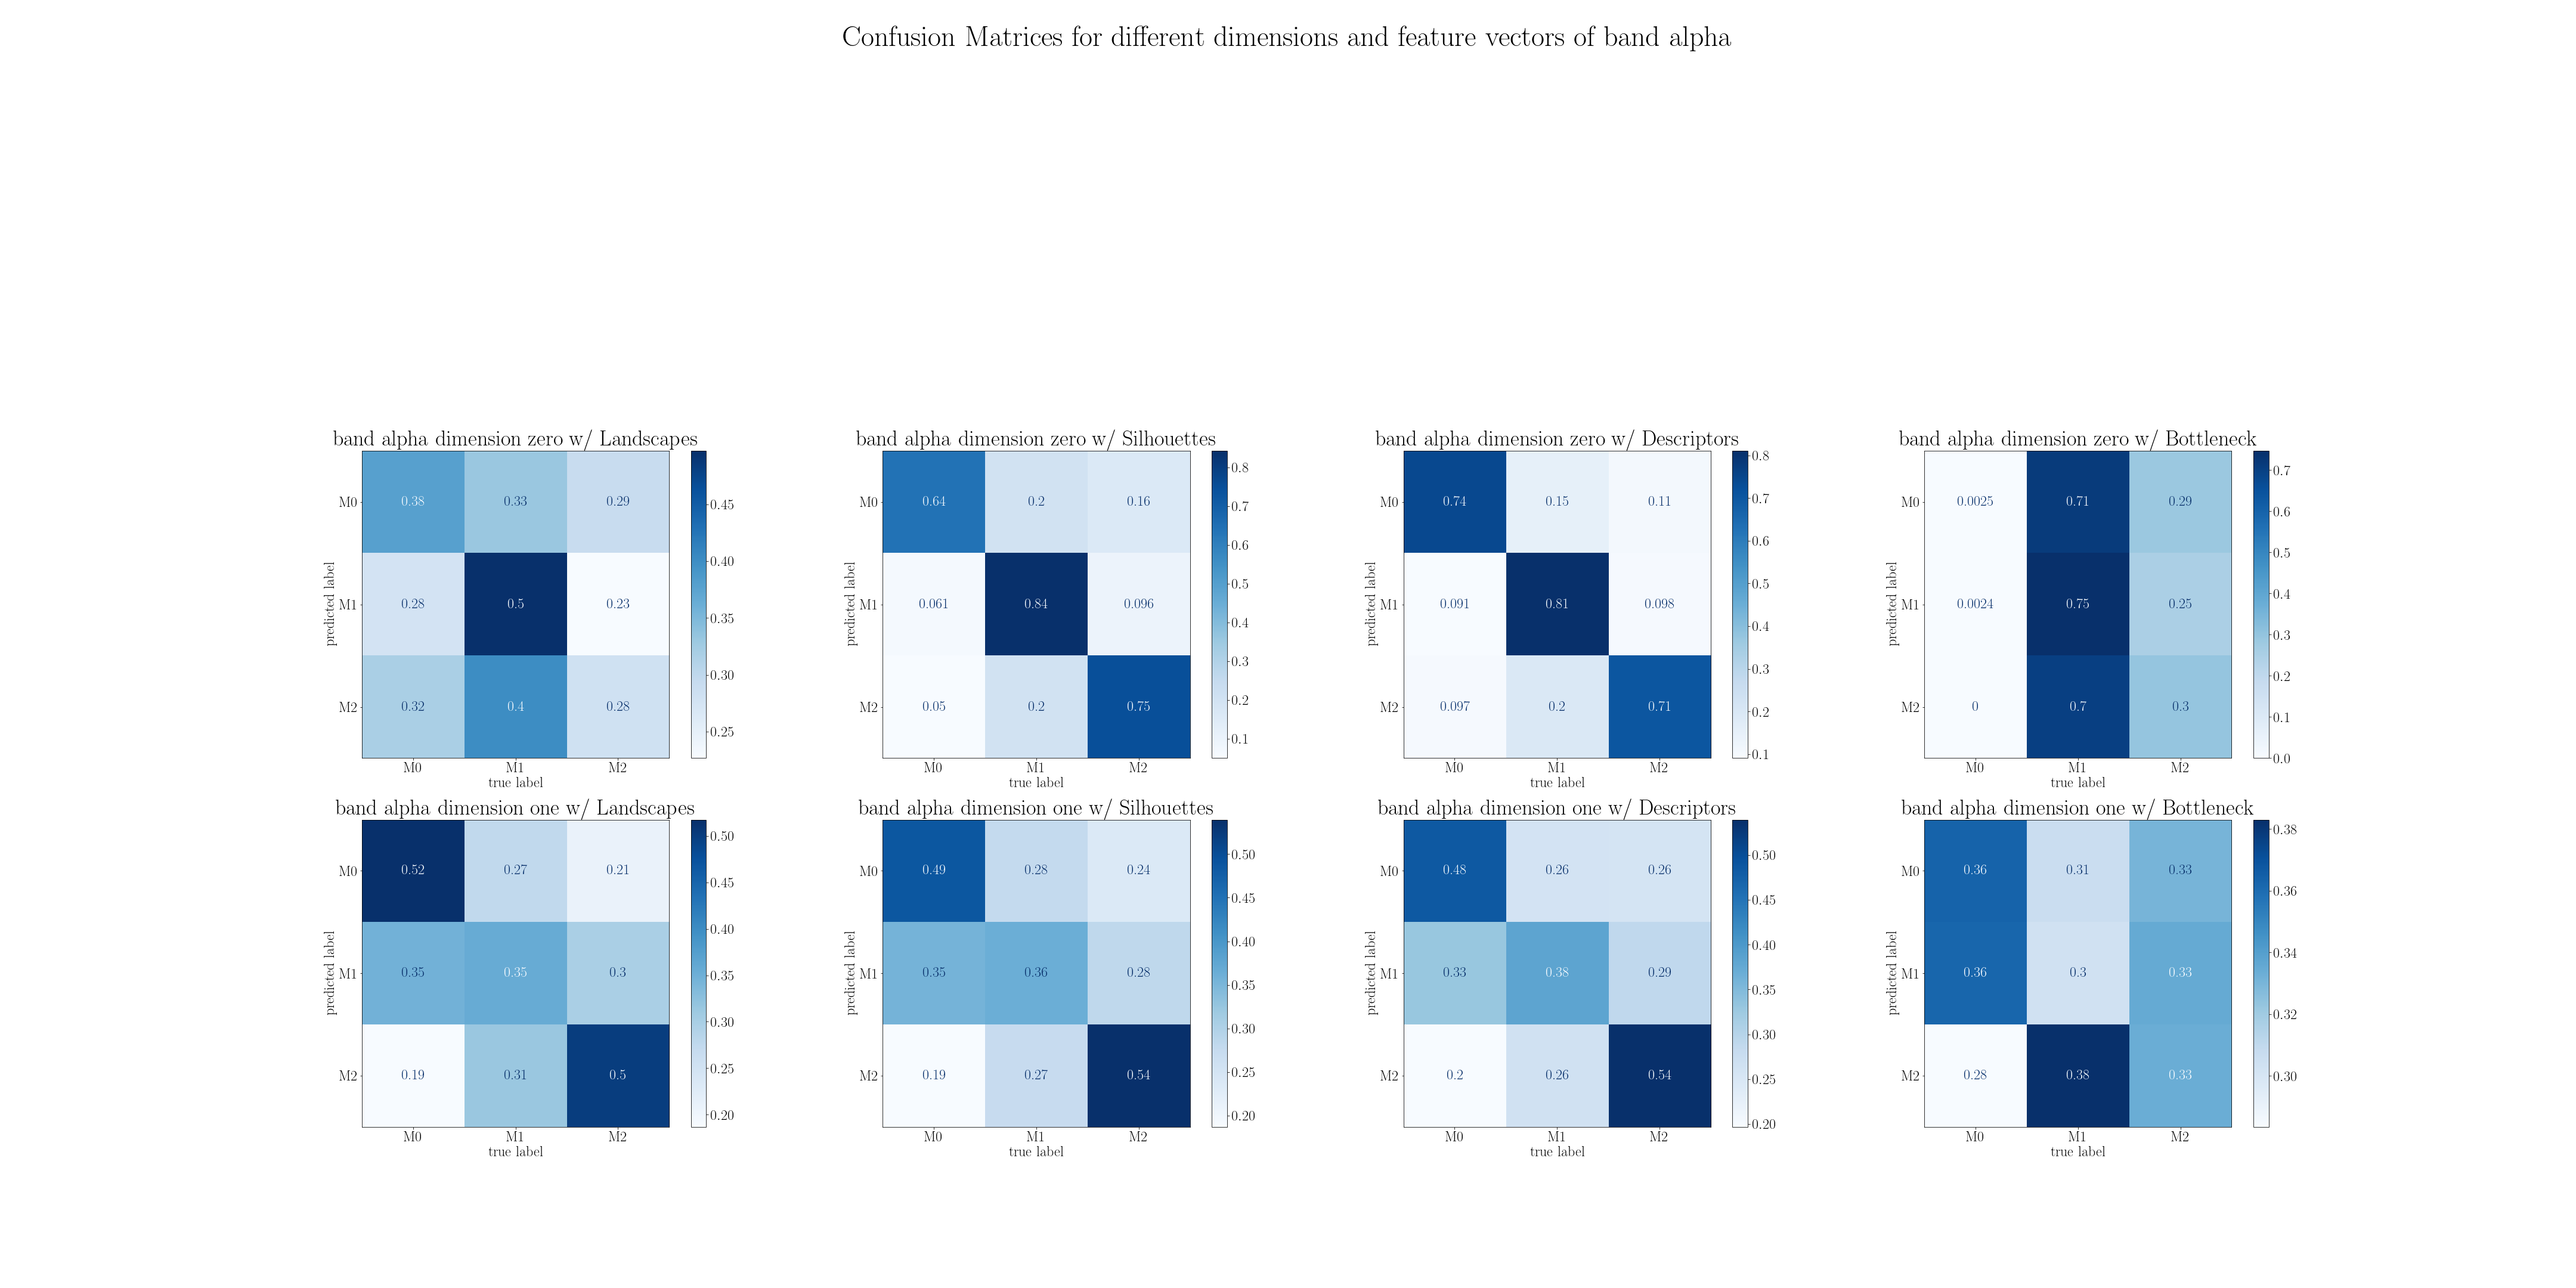 Confusion Matrices for different dimensions and feature vectors of band alpha
band alpha dimension zero w/ Landscapes
predicted label
M0 0.38 0.33 0.29
M1 0.28 0.5 0.23
M2 0.32 0.4 0.28
M0 M1 M2
true label
0.45
0.40
0.35
0.30
0.25
band alpha dimension zero w/ Silhouettes
predicted label
M0 0.64 0.2 0.16
M1 0.061 0.84 0.096
M2 0.05 0.2 0.75
M0 M1 M2
true label
0.8
0.7
0.6
0.5
0.4
0.3
0.2
0.1
band alpha dimension zero w/ Descriptors
predicted label
M0 0.74 0.15 0.11
M1 0.091 0.81 0.098
M2 0.097 0.2 0.71
M0 M1 M2
true label
0.8
0.7
0.6
0.5
0.4
0.3
0.2
0.1
band alpha dimension zero w/ Bottleneck
predicted label
M0 0.0025 0.71 0.29
M1 0.0024 0.75 0.25
M2 0 0.7 0.3
M0 M1 M2
true label
0.7
0.6
0.5
0.4
0.3
0.2
0.1
0.0
band alpha dimension one w/ Landscapes
predicted label
M0 0.52 0.27 0.21
M1 0.35 0.35 0.3
M2 0.19 0.31 0.5
M0 M1 M2
true label
0.50
0.45
0.40
0.35
0.30
0.25
0.20
band alpha dimension one w/ Silhouettes
predicted label
M0 0.49 0.28 0.24
M1 0.35 0.36 0.28
M2 0.19 0.27 0.54
M0 M1 M2
true label
0.50
0.45
0.40
0.35
0.30
0.25
0.20
band alpha dimension one w/ Descriptors
predicted label
M0 0.48 0.26 0.26
M1 0.33 0.38 0.29
M2 0.2 0.26 0.54
M0 M1 M2
true label
0.50
0.45
0.40
0.35
0.30
0.25
0.20
band alpha dimension one w/ Bottleneck
predicted label
M0 0.36 0.31 0.33
M1 0.36 0.3 0.33
M2 0.28 0.38 0.33
M0 M1 M2
true label
0.38
0.36
0.34
0.32
0.30